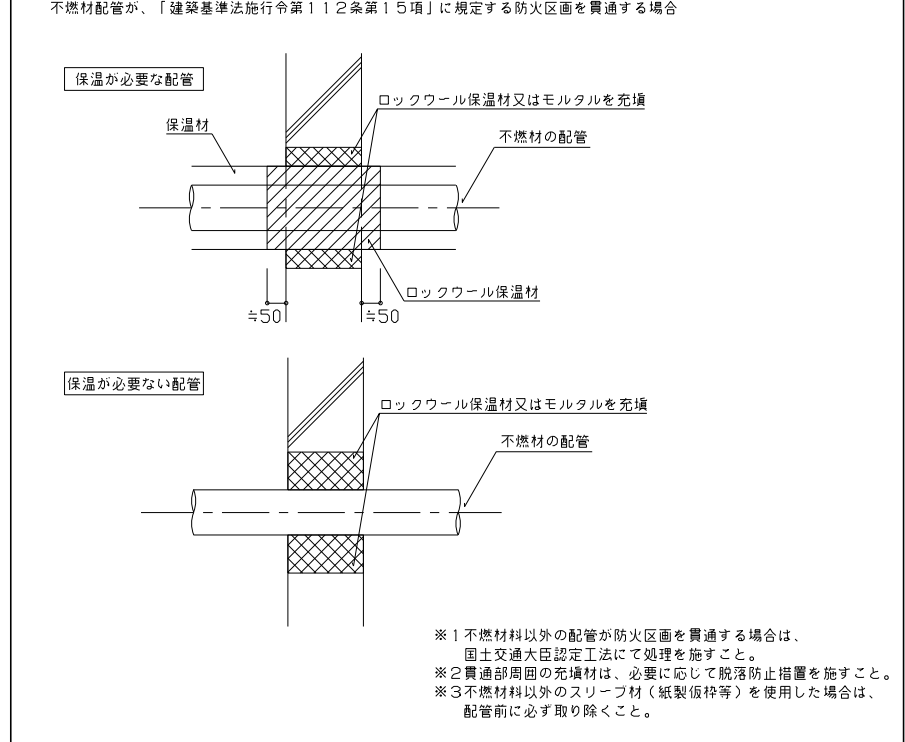 不燃材配管が、「建築基準法施行令第１１２条第１５項」に規定する防火区画を貫通する場合
保温が必要な配管
ロックウール保温材又はモルタルを充塡
保温材
不燃材の配管
ロックウール保温材
≒50
≒50
保温が必要ない配管
ロックウール保温材又はモルタルを充塡
不燃材の配管
※１不燃材料以外の配管が防火区画を貫通する場合は、
国土交通大臣認定工法にて処理を施すこと。
※２貫通部周囲の充塡材は、必要に応じて脱落防止措置を施すこと。
※３不燃材料以外のスリーブ材（紙製仮枠等）を使用した場合は、
配管前に必ず取り除くこと。